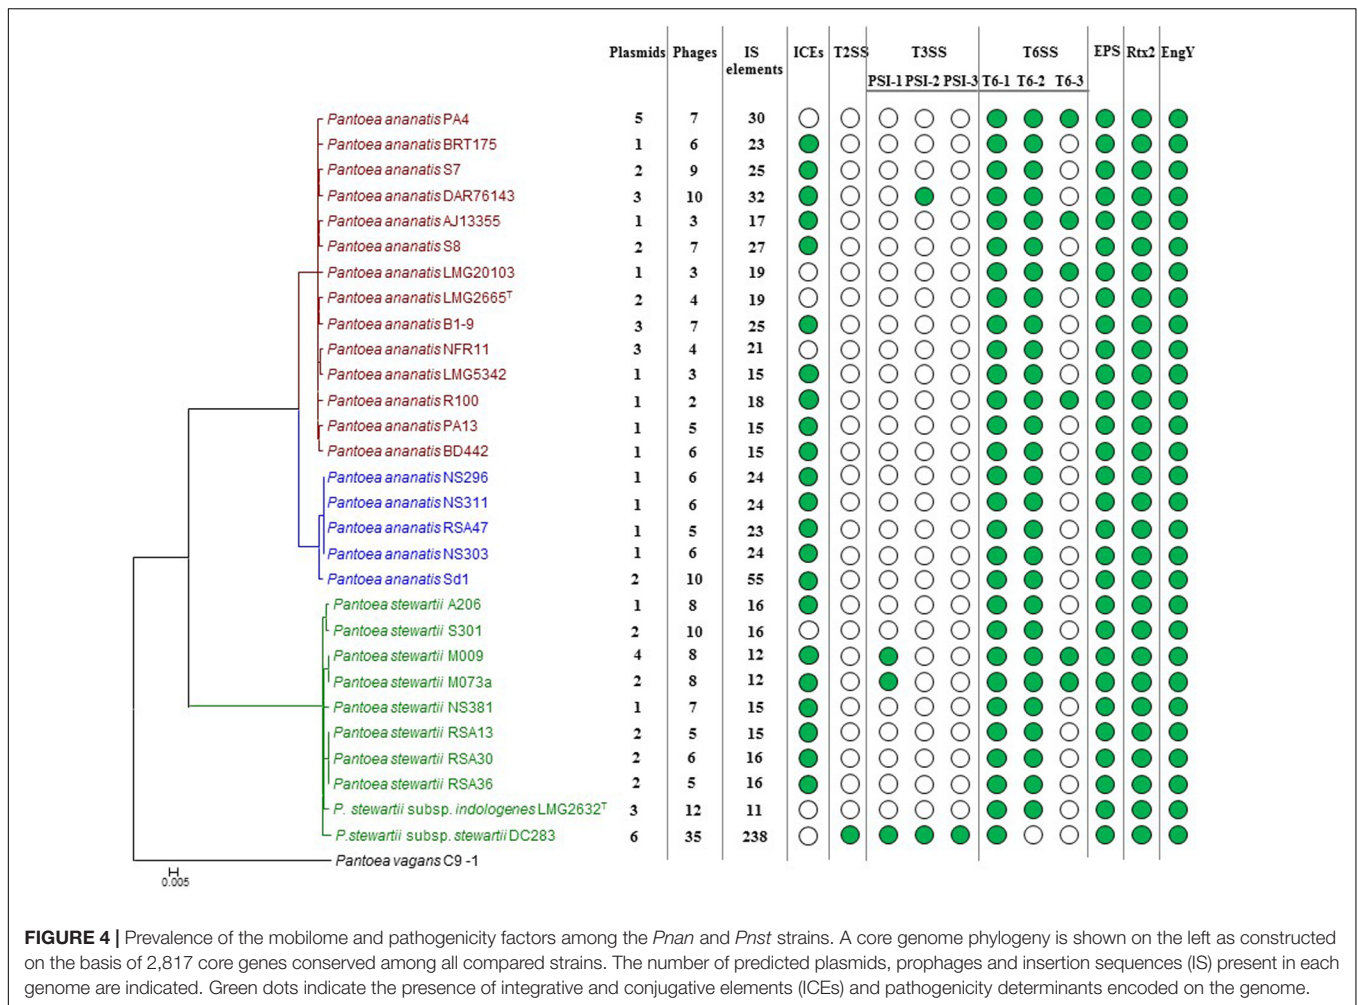 Plasmids Phages IS elements ICEs T2SS T3SS T6SS EPS Rtx2 EngY
PSI-1 PSI-2 PSI-3 T6-1 T6-2 T6-3
Pantoea ananatis PA4 5 7 30
Pantoea ananatis BRT175 1 6 23
Pantoea ananatis S7 2 9 25
Pantoea ananatis DAR76143 3 10 32
Pantoea ananatis AJ13355 1 3 17
Pantoea ananatis S8 2 7 27
Pantoea ananatis LMG20103 1 3 19
Pantoea ananatis LMG2665ᵀ 2 4 19
Pantoea ananatis B1-9 3 7 25
Pantoea ananatis NFR11 3 4 21
Pantoea ananatis LMG5342 1 3 15
Pantoea ananatis R100 1 2 18
Pantoea ananatis PA13 1 5 15
Pantoea ananatis BD442 1 6 15
Pantoea ananatis NS296 1 6 24
Pantoea ananatis NS311 1 6 24
Pantoea ananatis RSA47 1 5 23
Pantoea ananatis NS303 1 6 24
Pantoea ananatis Sd1 2 10 55
Pantoea stewartii A206 1 8 16
Pantoea stewartii S301 2 10 16
Pantoea stewartii M009 4 8 12
Pantoea stewartii M073a 2 8 12
Pantoea stewartii NS381 1 7 15
Pantoea stewartii RSA13 2 5 15
Pantoea stewartii RSA30 2 6 16
Pantoea stewartii RSA36 2 5 16
P. stewartii subsp. indologenes LMG2632ᵀ 3 12 11
P.stewartii subsp. stewartii DC283 6 35 238
Pantoea vagans C9 -1
0.005
FIGURE 4 | Prevalence of the mobilome and pathogenicity factors among the Pnan and Pnst strains. A core genome phylogeny is shown on the left as constructed
on the basis of 2,817 core genes conserved among all compared strains. The number of predicted plasmids, prophages and insertion sequences (IS) present in each
genome are indicated. Green dots indicate the presence of integrative and conjugative elements (ICEs) and pathogenicity determinants encoded on the genome.